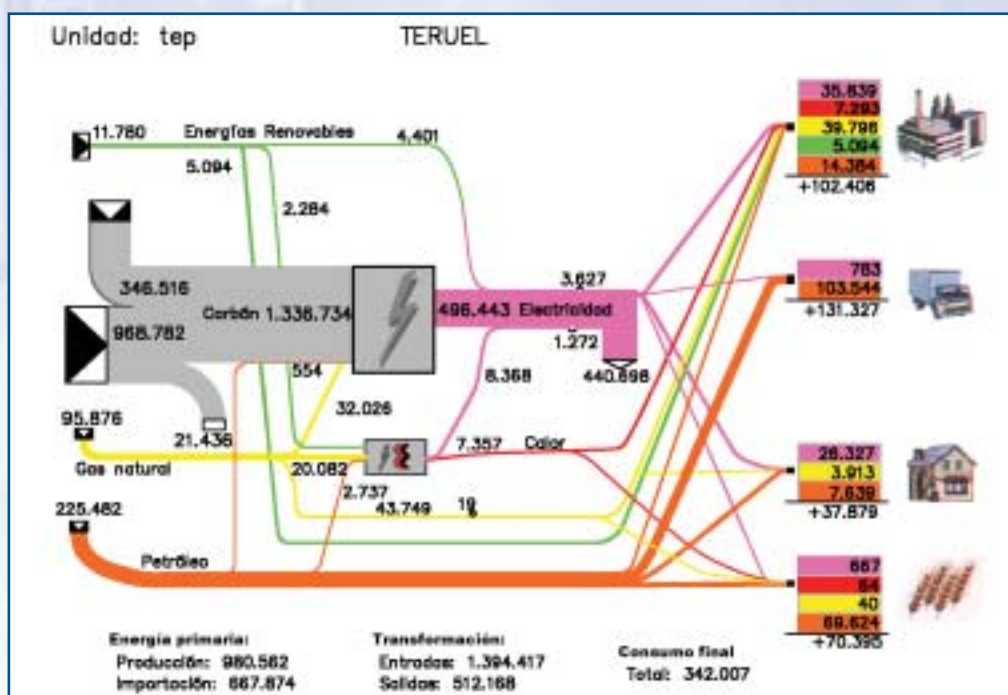 Unidad: tep
TERUEL
11.780
Energías Renovables
4.401
5.094
2.284
346.516
968.782
Carbón 1.336.734
496.443 Electricidad
3.627
1.272
440.898
554
32.026
8.368
21.436
95.876
Gas natural
20.082
7.357
Calor
2.737
43.749
19
225.482
Petróleo
35.839
7.293
39.796
5.094
14.384
+102.406
783
+131.327
26.327
3.913
7.639
+37.879
667
64
40
69.624
+70.395
Energía primaria:
Producción: 980.562
Importación: 667.874
Transformación:
Entradas: 1.394.417
Salidas: 512.168
Consumo final
Total: 342.007